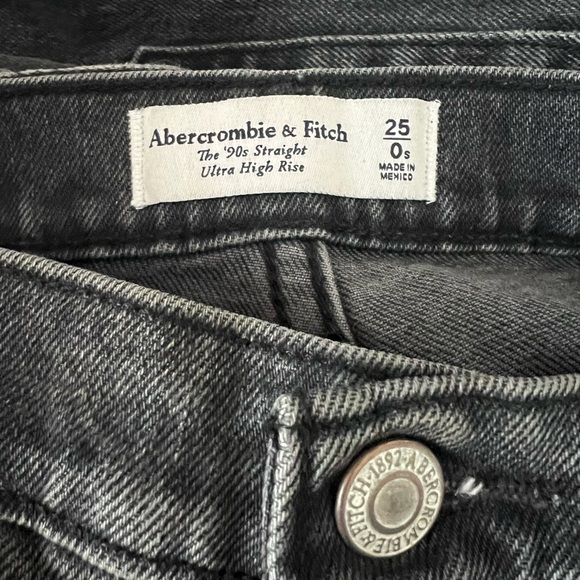 Abercrombie & Fitch
The '90s Straight
Ultra High Rise
25
0s
MADE IN
MEXICO
ABERCROMBIE&FITCH·1892·